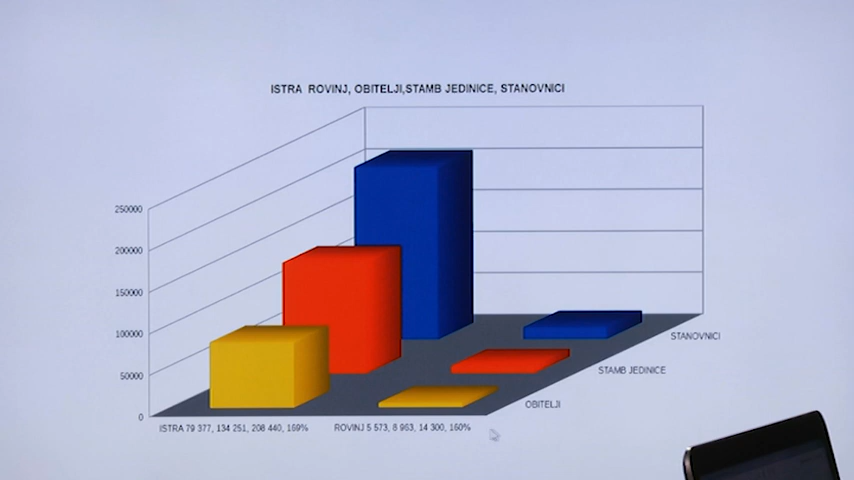 ISTRA ROVINJ, OBITELJI,STAMB JEDINICE, STANOVNICI
250000
200000
150000
100000
50000
0
STANOVNICI
STAMB JEDINICE
OBITELJI
ISTRA 79 377, 134 251, 208 440, 169%
ROVINJ 5 573, 8 963, 14 300, 160%